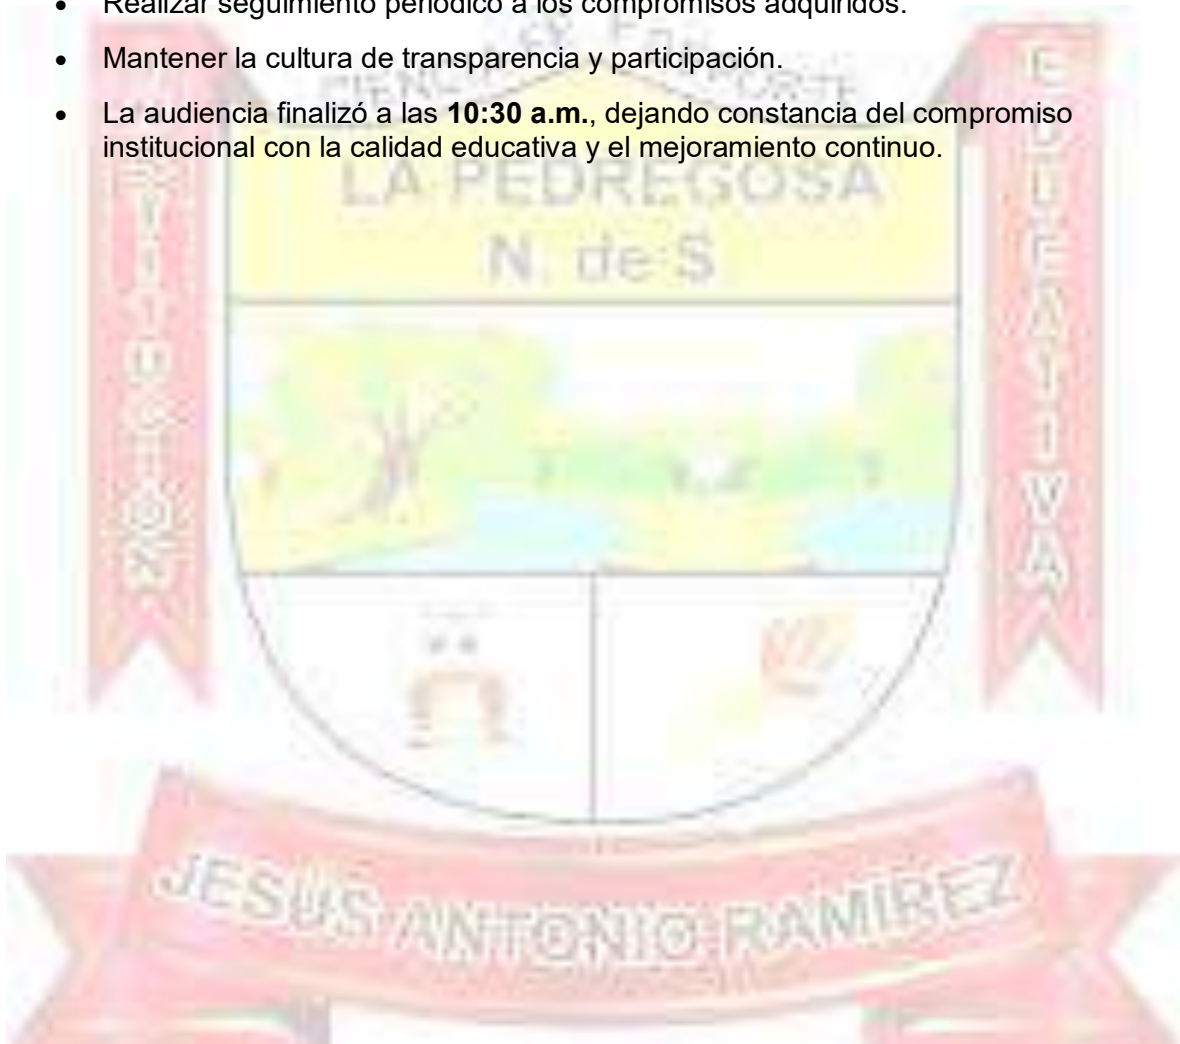 • Realizar seguimiento periódico a los compromisos adquiridos.
• Mantener la cultura de transparencia y participación.
• La audiencia finalizó a las 10:30 a.m., dejando constancia del compromiso
institucional con la calidad educativa y el mejoramiento continuo.
LA PEDREGOSA
N. de S
EDUCATIVA
JESUS ANTONIO RAMIREZ